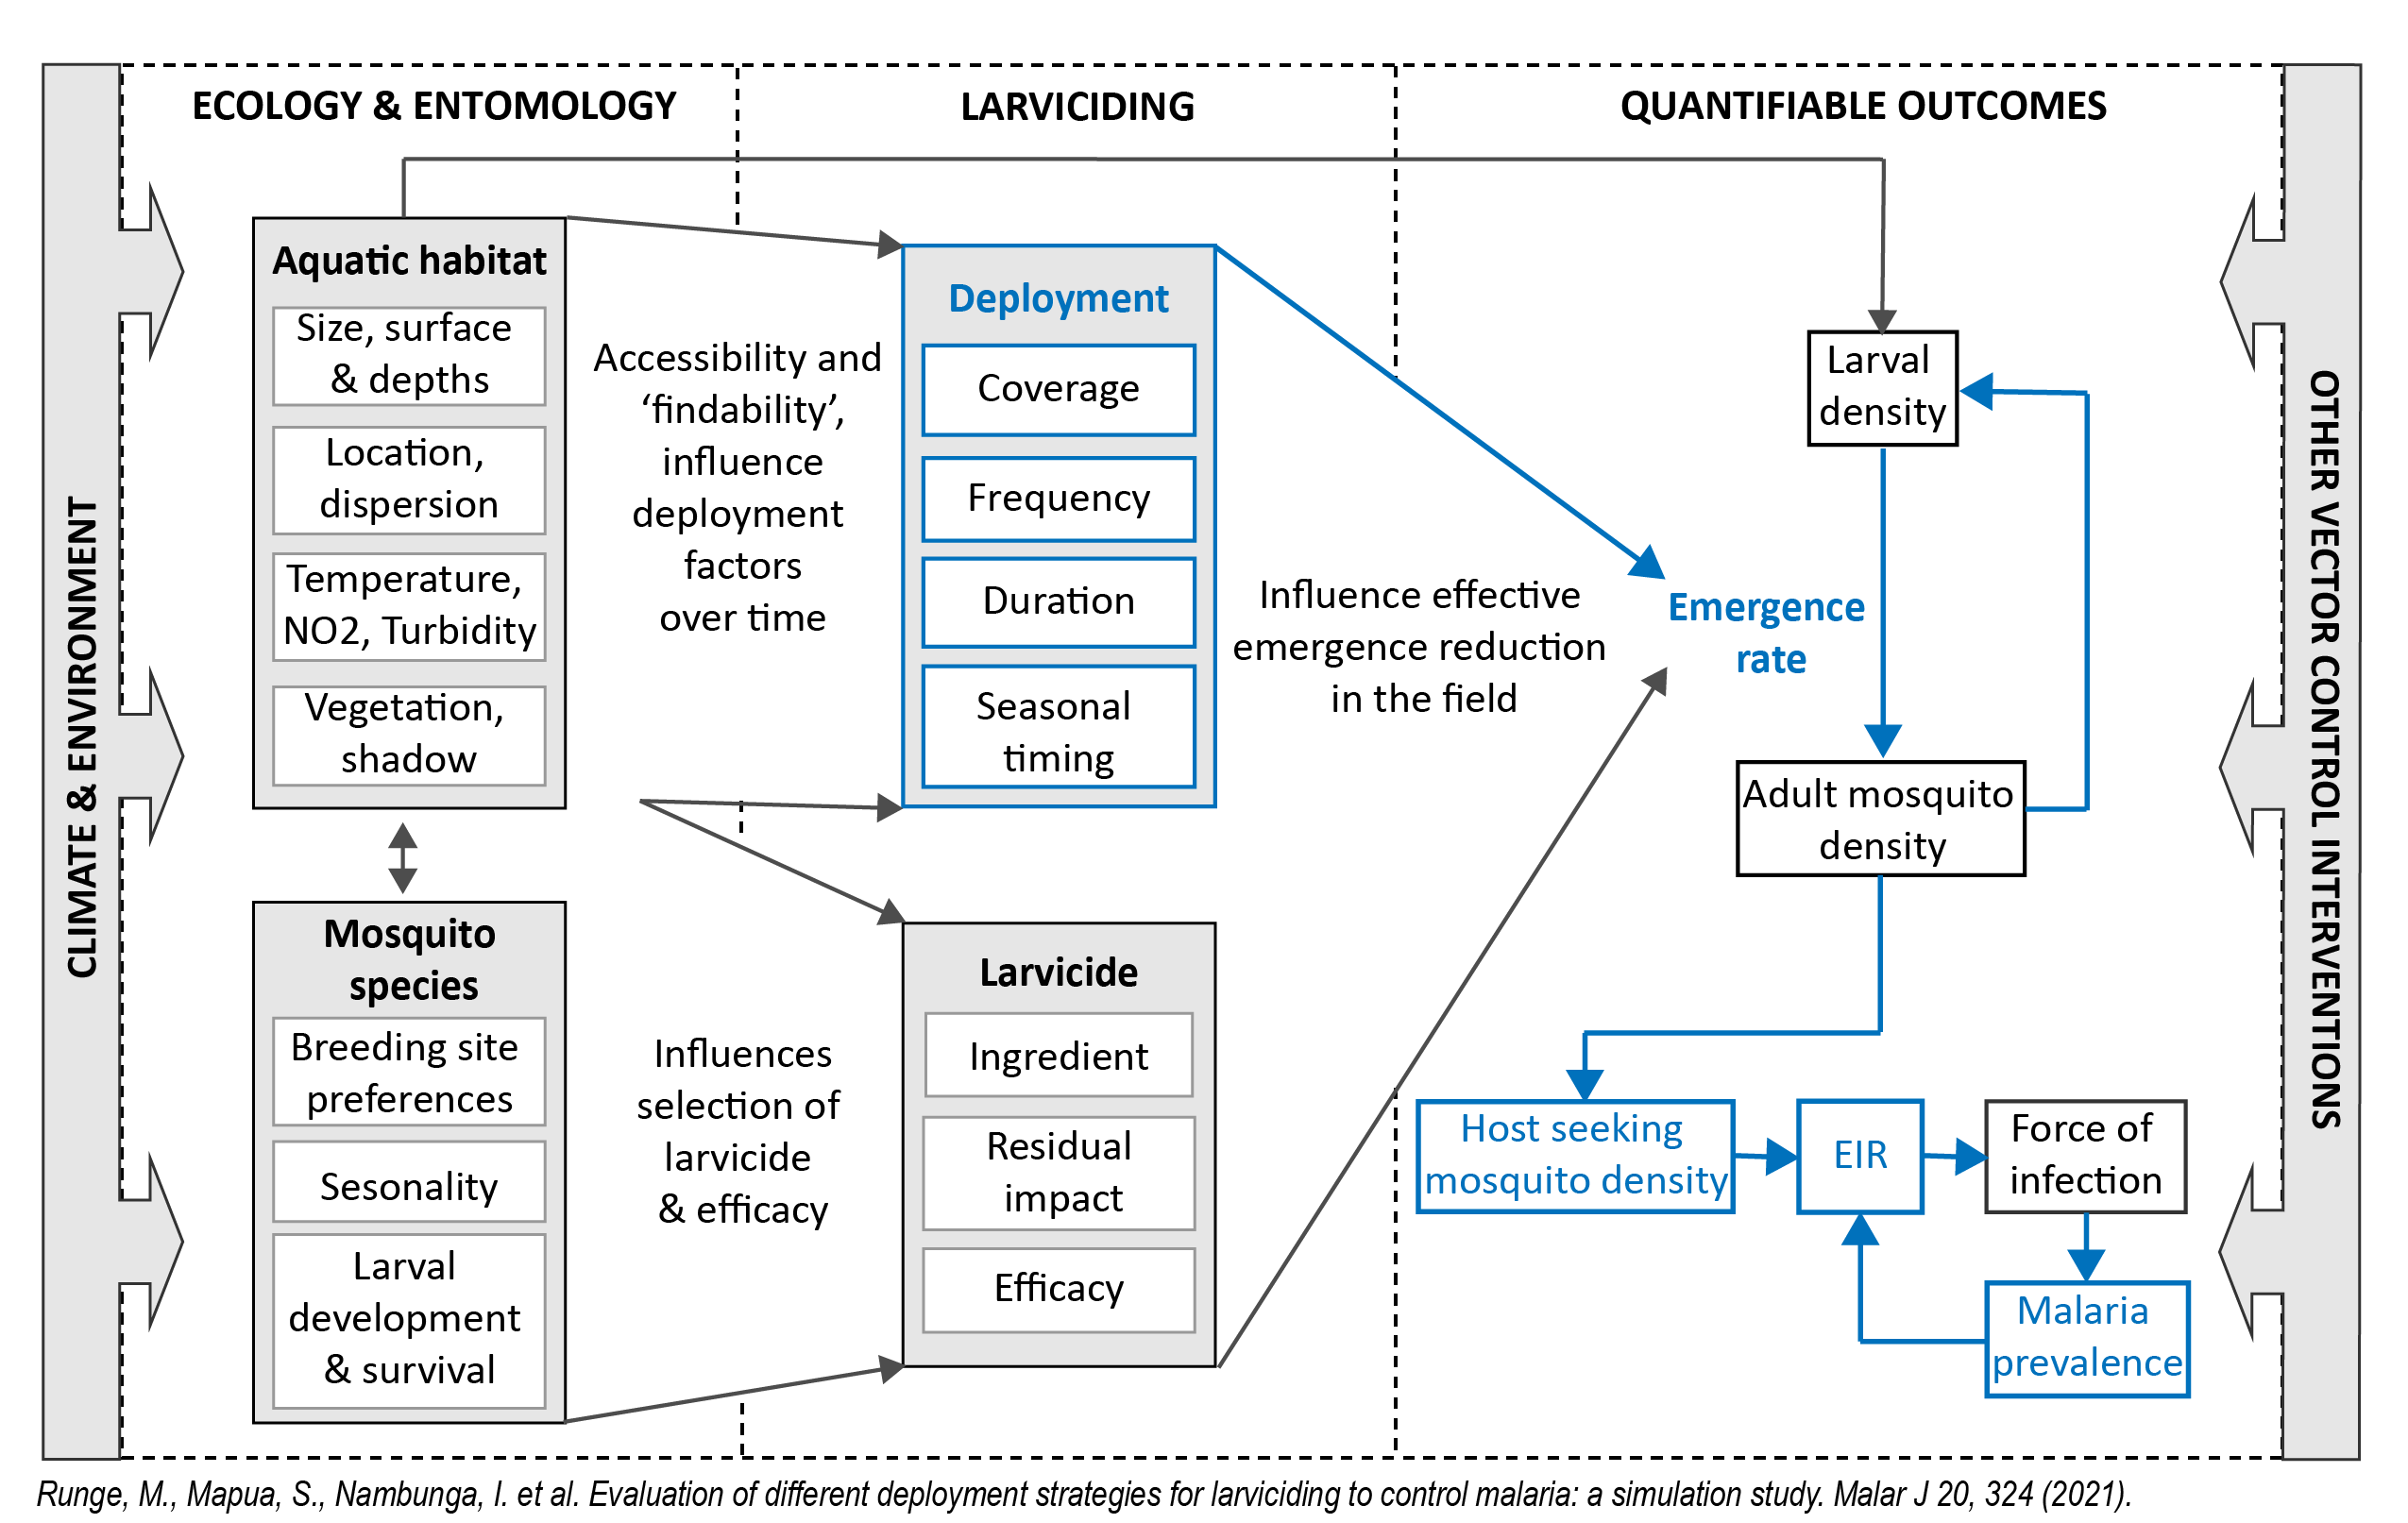 ECOLOGY & ENTOMOLOGY
LARVICIDING
QUANTIFIABLE OUTCOMES
CLIMATE & ENVIRONMENT
Aquatic habitat
Size, surface
& depths
Location,
dispersion
Temperature,
NO2, Turbidity
Vegetation,
shadow
Mosquito
species
Breeding site
preferences
Sesonality
Larval
development
& survival
Accessibility and
‘findability’,
influence
deployment
factors
over time
Influences
selection of
larvicide
& efficacy
Deployment
Coverage
Frequency
Duration
Seasonal
timing
Larvicide
Ingredient
Residual
impact
Efficacy
Influence effective
emergence reduction
in the field
Emergence
rate
Larval
density
Adult mosquito
density
Host seeking
mosquito density
EIR
Force of
infection
Malaria
prevalence
OTHER VECTOR CONTROL INTERVENTIONS
Runge, M., Mapua, S., Nambunga, I. et al. Evaluation of different deployment strategies for larviciding to control malaria: a simulation study. Malar J 20, 324 (2021).